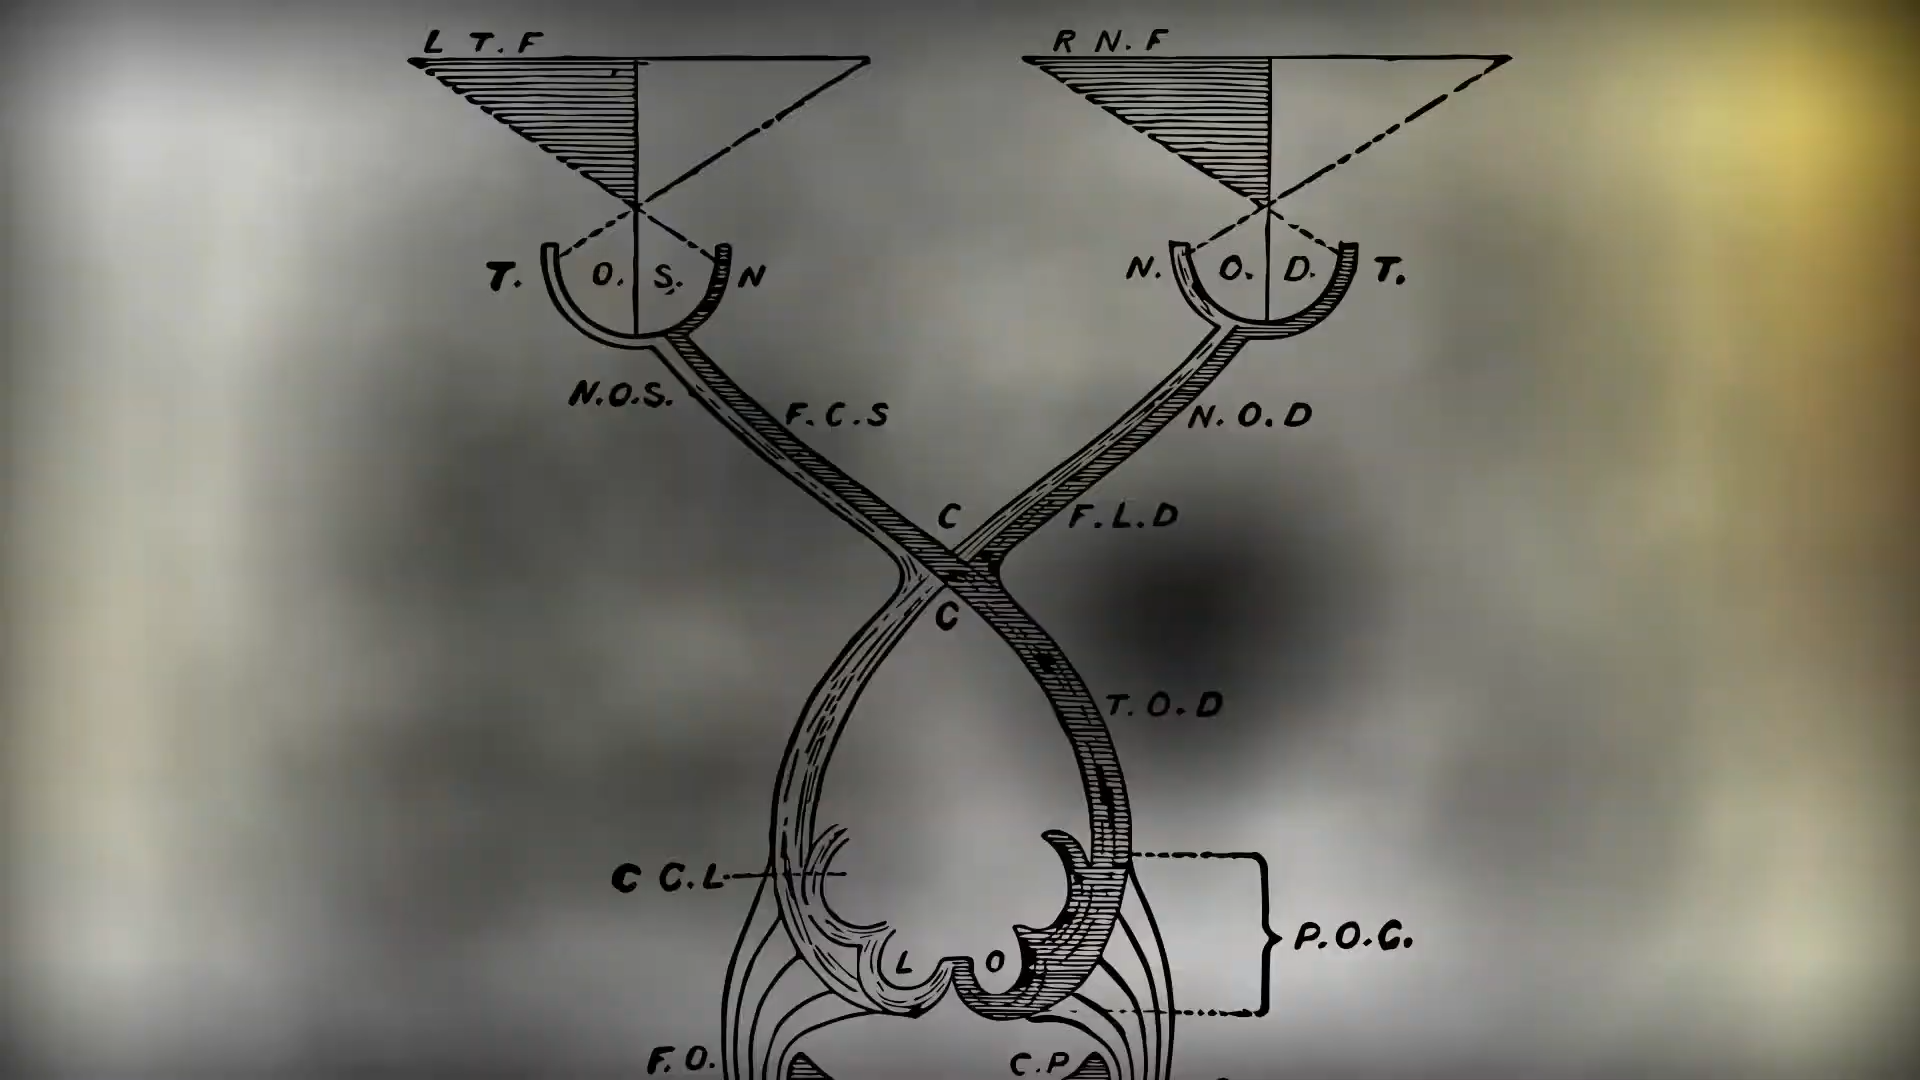 L T. F
R N. F
T. O. S. N
N. O. D. T.
N.O.S.
F.C.S
N. O. D
C
F.L.D
C
T.O.D
C C.L
P.O.G.
L O
F.O.
C.P